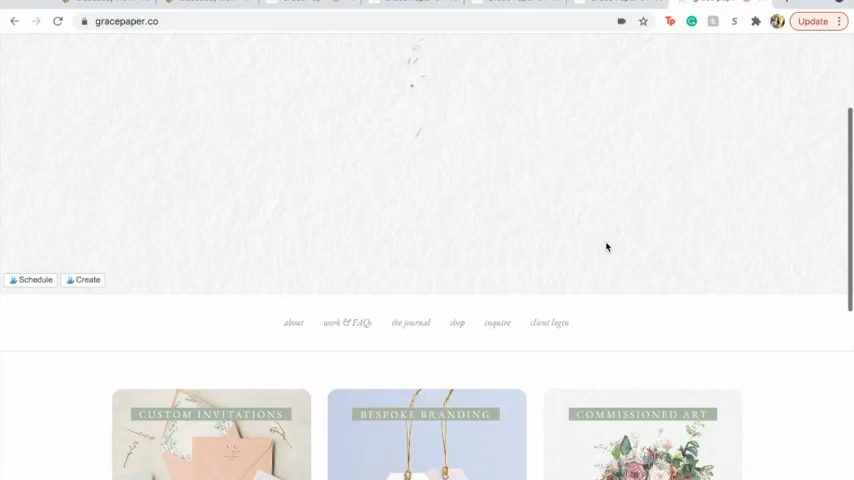 gracepaper.co
Update
Schedule Create
about work & FAQs the journal shop inquire client login
CUSTOM INVITATIONS
BESPOKE BRANDING
COMMISSIONED ART